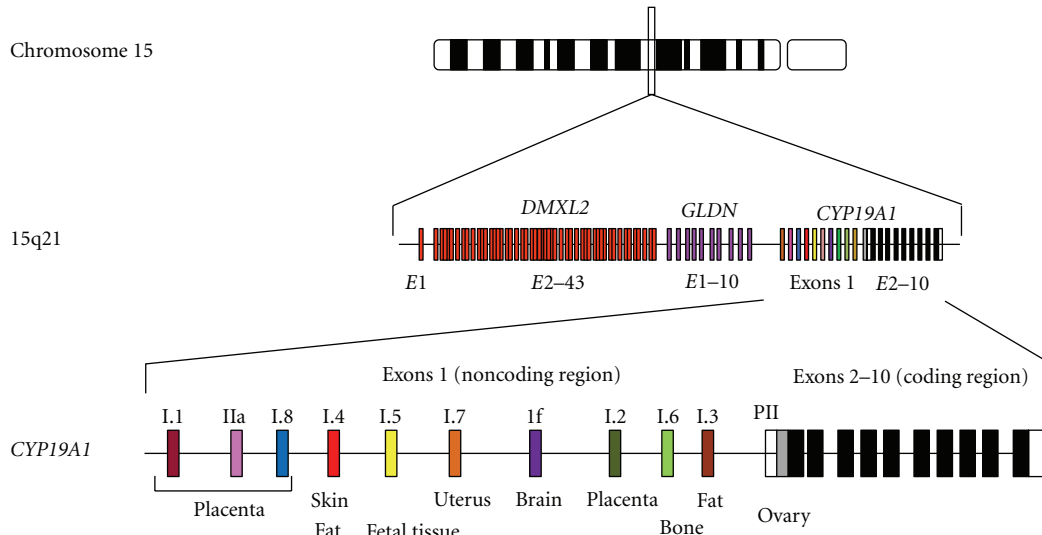 Chromosome 15
DMXL2 GLDN CYP19A1
15q21
E1 E2–43 E1–10 Exons 1 E2–10
Exons 1 (noncoding region) Exons 2–10 (coding region)
I.1 IIa I.8 I.4 I.5 I.7 1f I.2 I.6 I.3 PII
CYP19A1
Placenta Skin Uterus Brain Placenta Fat
Fat Fetal tissue Bone Ovary